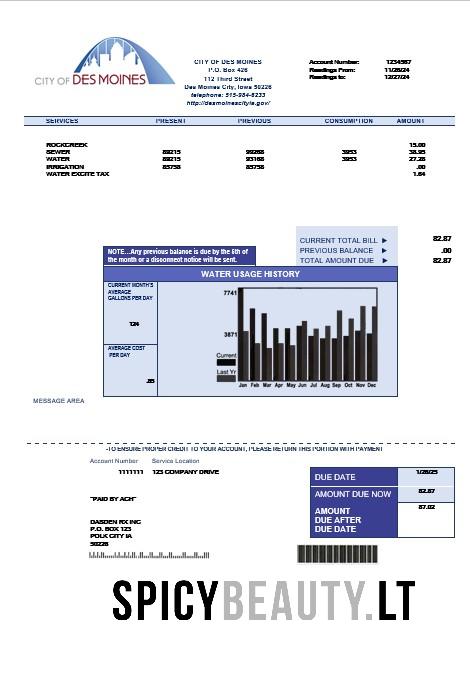 CITY OF DES MOINES
CITY OF DES MOINES
P.O. Box 426
112 Third Street
Des Moines City, Iowa 50226
telephone: 515-984-6233
http://desmoinescityia.gov/
Account Number: 1234567
Readings From: 11/26/24
Readings to: 12/27/24
SERVICES PRESENT PREVIOUS CONSUMPTION AMOUNT
ROCKCREEK 15.00
SEWER 89215 3953 38.95
WATER 89215 93168 3953 27.28
IRRIGATION 85758 85758 .00
WATER EXCITE TAX 1.64
CURRENT TOTAL BILL ▶ 82.87
PREVIOUS BALANCE ▶ .00
TOTAL AMOUNT DUE ▶ 82.87
NOTE...Any previous balance is due by the 6th of
the month or a disconnect notice will be sent.
WATER USAGE HISTORY
CURRENT MONTH'S
AVERAGE
GALLONS PER DAY
124
AVERAGE COST
PER DAY
.85
7741
3871
Current
Last Yr
Jan Feb Mar Apr May Jun Jul Aug Sep Oct Nov Dec
MESSAGE AREA
-TO ENSURE PROPER CREDIT TO YOUR ACCOUNT, PLEASE RETURN THIS PORTION WITH PAYMENT
Account Number Service Location
1111111 123 COMPANY DRIVE
"PAID BY ACH"
DASDEN RX INC
P.O. BOX 123
POLK CITY IA
50226
DUE DATE 1/26/25
AMOUNT DUE NOW 82.87
AMOUNT
DUE AFTER
DUE DATE
87.02
SPICYBEAUTY.LT